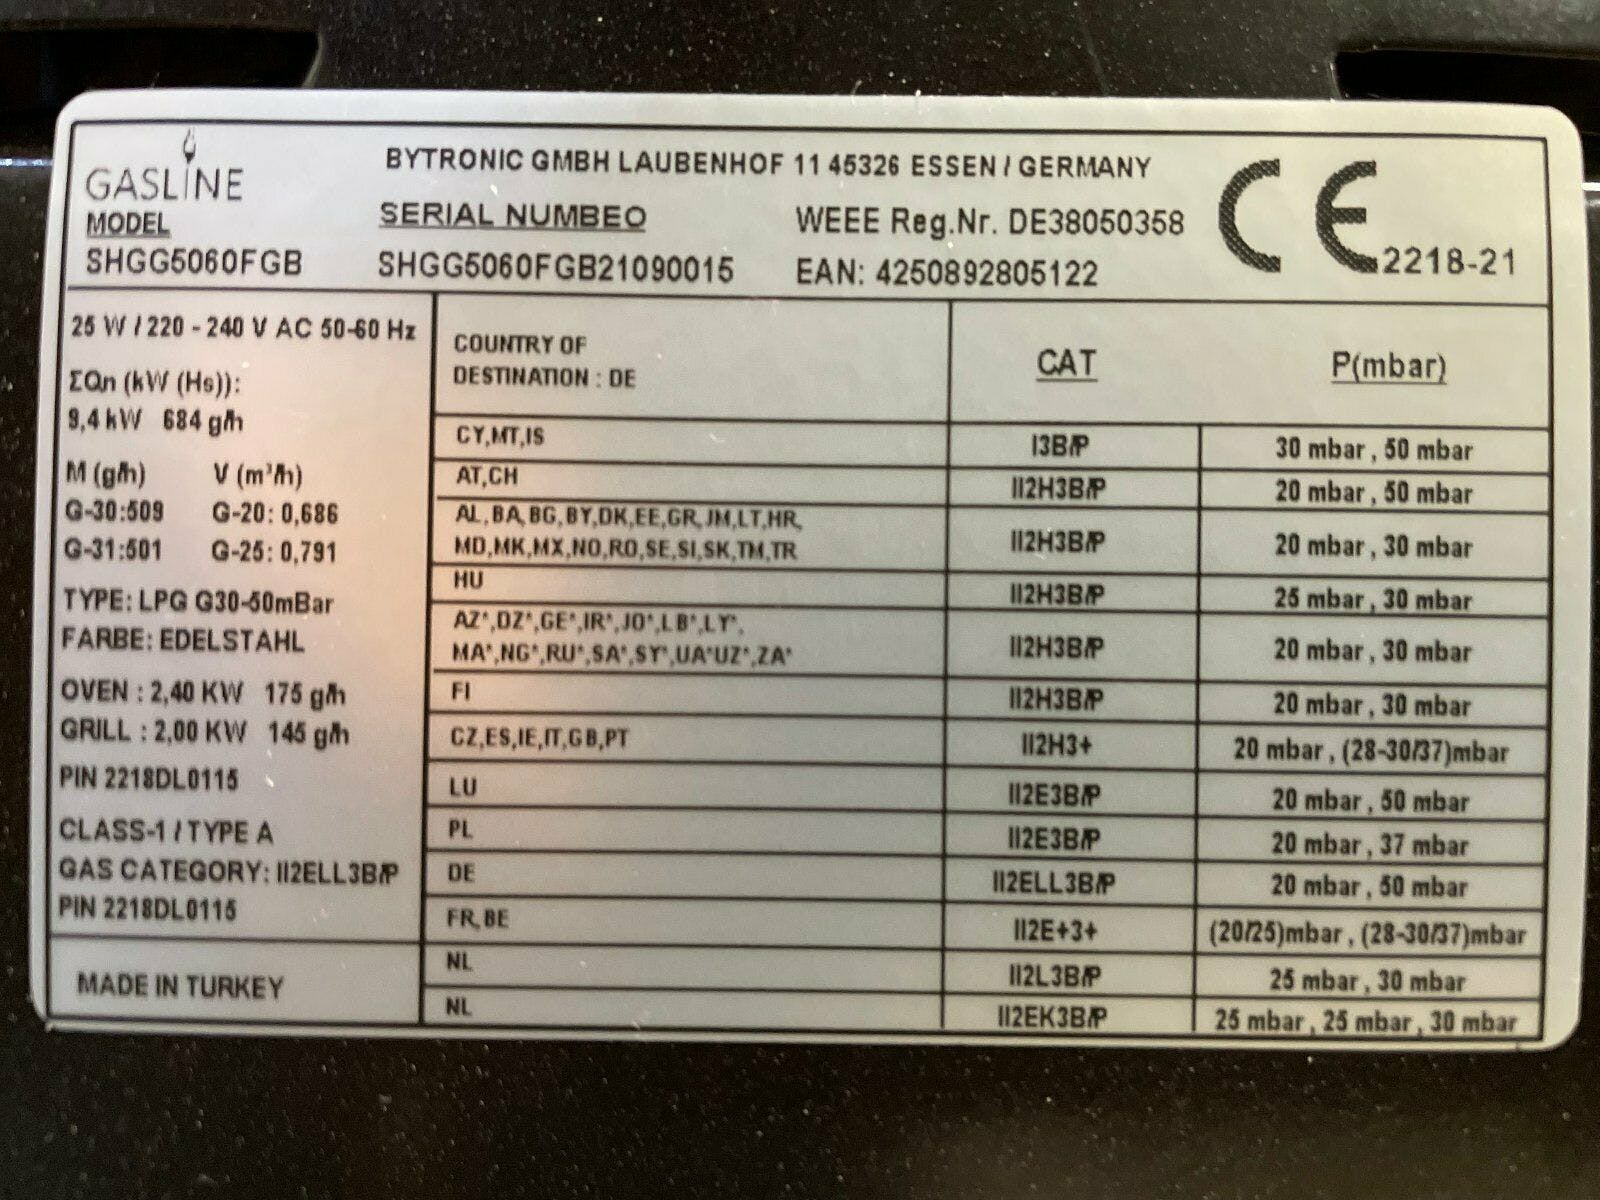 GASLINE
BYTRONIC GMBH LAUBENHOF 11 45326 ESSEN / GERMANY
MODEL
SHGG5060FGB
SERIAL NUMBEO
SHGG5060FGB21090015
WEEE Reg.Nr. DE38050358
EAN: 4250892805122
CE 2218-21
25 W / 220 - 240 V AC 50-60 Hz
ΣQn (kW (Hs)):
9,4 kW 684 g/h
M (g/h) V (m³/h)
G-30:509 G-20: 0,686
G-31:501 G-25: 0,791
TYPE: LPG G30-50mBar
FARBE: EDELSTAHL
OVEN : 2,40 KW 175 g/h
GRILL : 2,00 KW 145 g/h
PIN 2218DL0115
CLASS-1 / TYPE A
GAS CATEGORY: II2ELL3B/P
PIN 2218DL0115
MADE IN TURKEY
COUNTRY OF
DESTINATION : DE
CAT P(mbar)
CY,MT,IS I3B/P 30 mbar , 50 mbar
AT,CH II2H3B/P 20 mbar , 50 mbar
AL,BA,BG,BY,DK,EE,GR,JM,LT,HR,
MD,MK,MX,NO,RO,SE,SI,SK,TM,TR II2H3B/P 20 mbar , 30 mbar
HU II2H3B/P 25 mbar , 30 mbar
AZ*,DZ*,GE*,IR*,JO*,LB*,LY*,
MA*,NG*,RU*,SA*,SY*,UA*UZ*,ZA* II2H3B/P 20 mbar , 30 mbar
FI II2H3B/P 20 mbar , 30 mbar
CZ,ES,IE,IT,GB,PT II2H3+ 20 mbar , (28-30/37)mbar
LU II2E3B/P 20 mbar , 50 mbar
PL II2E3B/P 20 mbar , 37 mbar
DE II2ELL3B/P 20 mbar , 50 mbar
FR,BE II2E+3+ (20/25)mbar , (28-30/37)mbar
NL II2L3B/P 25 mbar , 30 mbar
NL II2EK3B/P 25 mbar , 25 mbar , 30 mbar